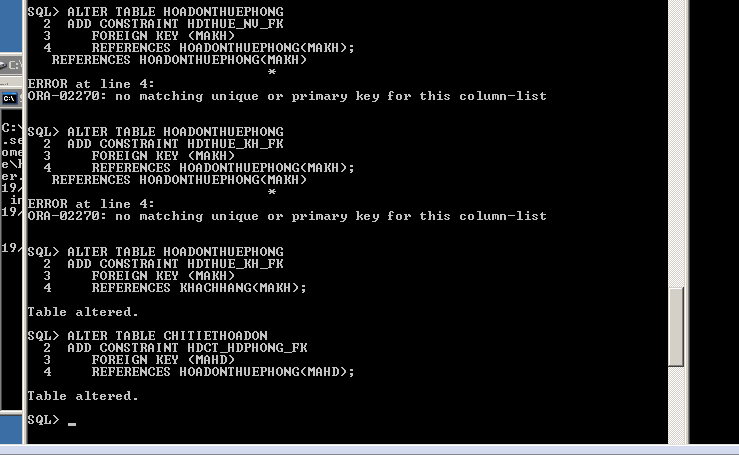 SQL> ALTER TABLE HOADONTHUEPHONG
2 ADD CONSTRAINT HDTHUE_NV_FK
3 FOREIGN KEY (MAKH)
4 REFERENCES HOADONTHUEPHONG(MAKH);
REFERENCES HOADONTHUEPHONG(MAKH)
*
ERROR at line 4:
ORA-02270: no matching unique or primary key for this column-list
SQL> ALTER TABLE HOADONTHUEPHONG
2 ADD CONSTRAINT HDTHUE_KH_FK
3 FOREIGN KEY (MAKH)
4 REFERENCES HOADONTHUEPHONG(MAKH);
REFERENCES HOADONTHUEPHONG(MAKH)
*
ERROR at line 4:
ORA-02270: no matching unique or primary key for this column-list
SQL> ALTER TABLE HOADONTHUEPHONG
2 ADD CONSTRAINT HDTHUE_KH_FK
3 FOREIGN KEY (MAKH)
4 REFERENCES KHACHHANG(MAKH);
Table altered.
SQL> ALTER TABLE CHITIETHOADON
2 ADD CONSTRAINT HDCT_HDPHONG_FK
3 FOREIGN KEY (MAHD)
4 REFERENCES HOADONTHUEPHONG(MAHD);
Table altered.
SQL> _